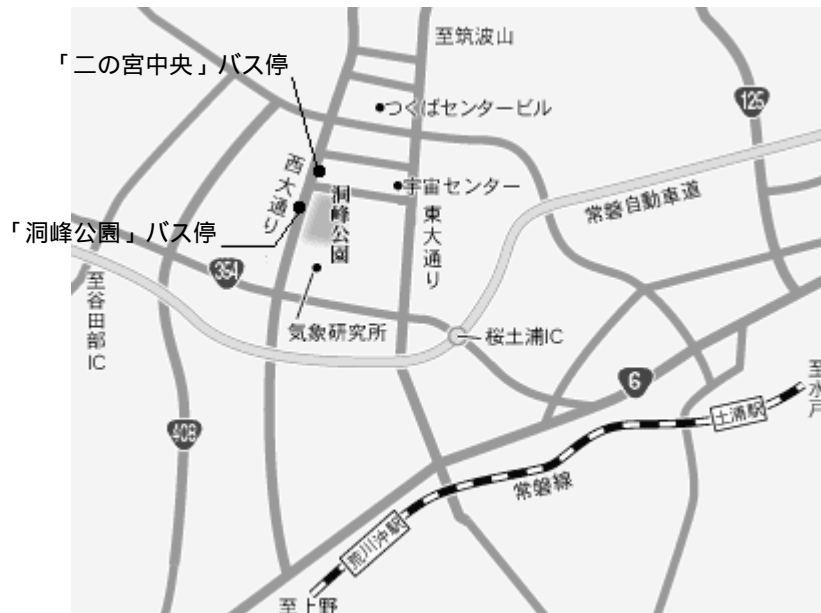 至筑波山
「二の宮中央」バス停
125
つくばセンタービル
西大通り
洞峰公園
宇宙センター
常磐自動車道
東大通り
「洞峰公園」バス停
354
至谷田部IC
気象研究所
桜土浦IC
6
至水戸
408
土浦駅
常磐線
荒川沖駅
至上野